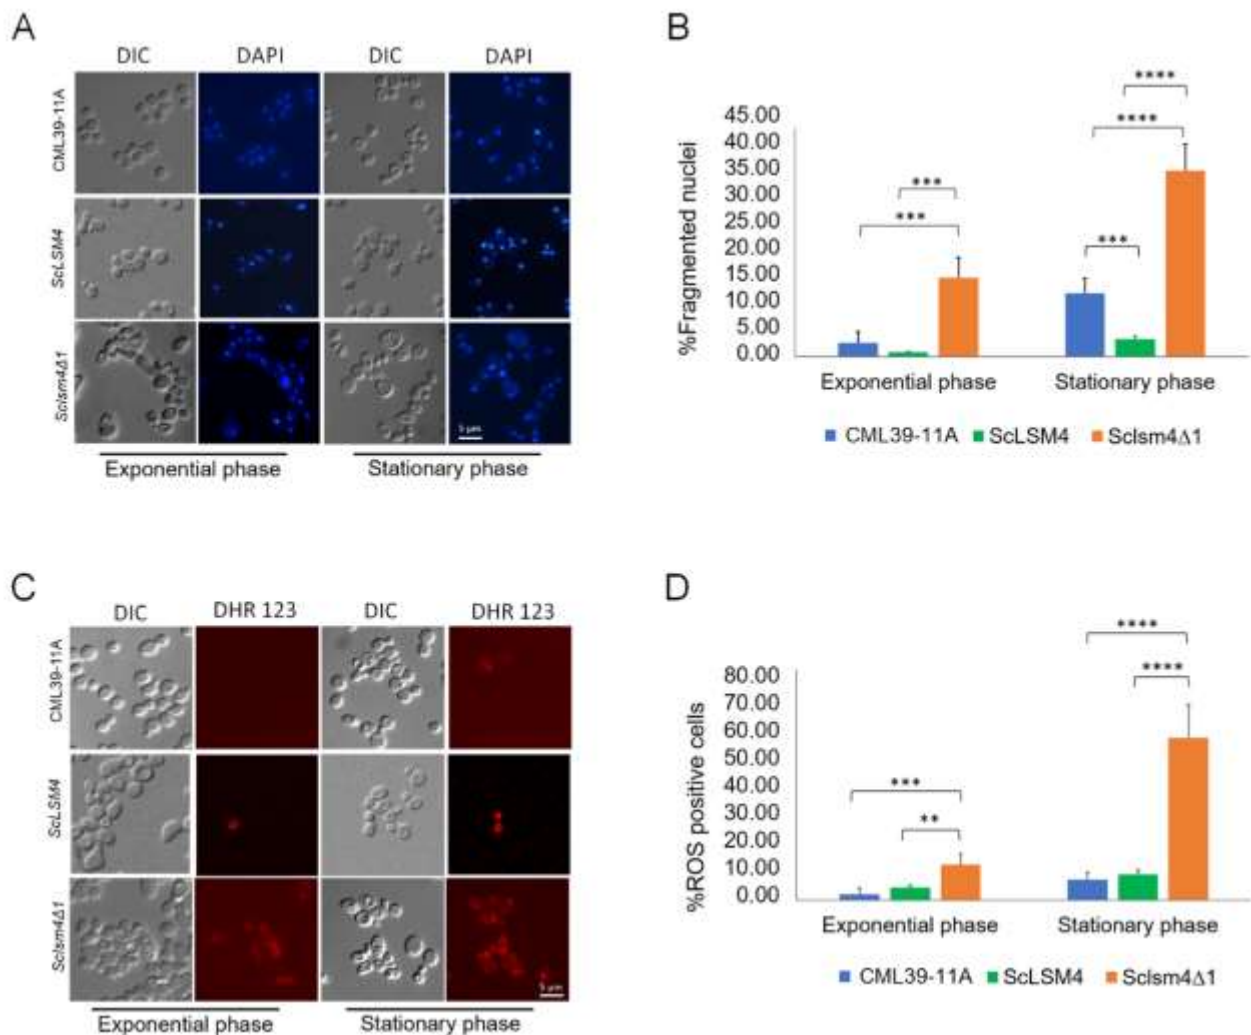 A
DIC DAPI DIC DAPI
CML39-11A
ScLSM4
Sclsm4Δ1
5 µm
Exponential phase Stationary phase
B
%Fragmented nuclei
45.00
40.00
35.00
30.00
25.00
20.00
15.00
10.00
5.00
0.00
*** *** *** **** ****
Exponential phase Stationary phase
CML39-11A ScLSM4 Sclsm4Δ1
C
DIC DHR 123 DIC DHR 123
CML39-11A
ScLSM4
Sclsm4Δ1
5 µm
Exponential phase Stationary phase
D
%ROS positive cells
80.00
70.00
60.00
50.00
40.00
30.00
20.00
10.00
0.00
*** ** **** ****
Exponential phase Stationary phase
CML39-11A ScLSM4 Sclsm4Δ1